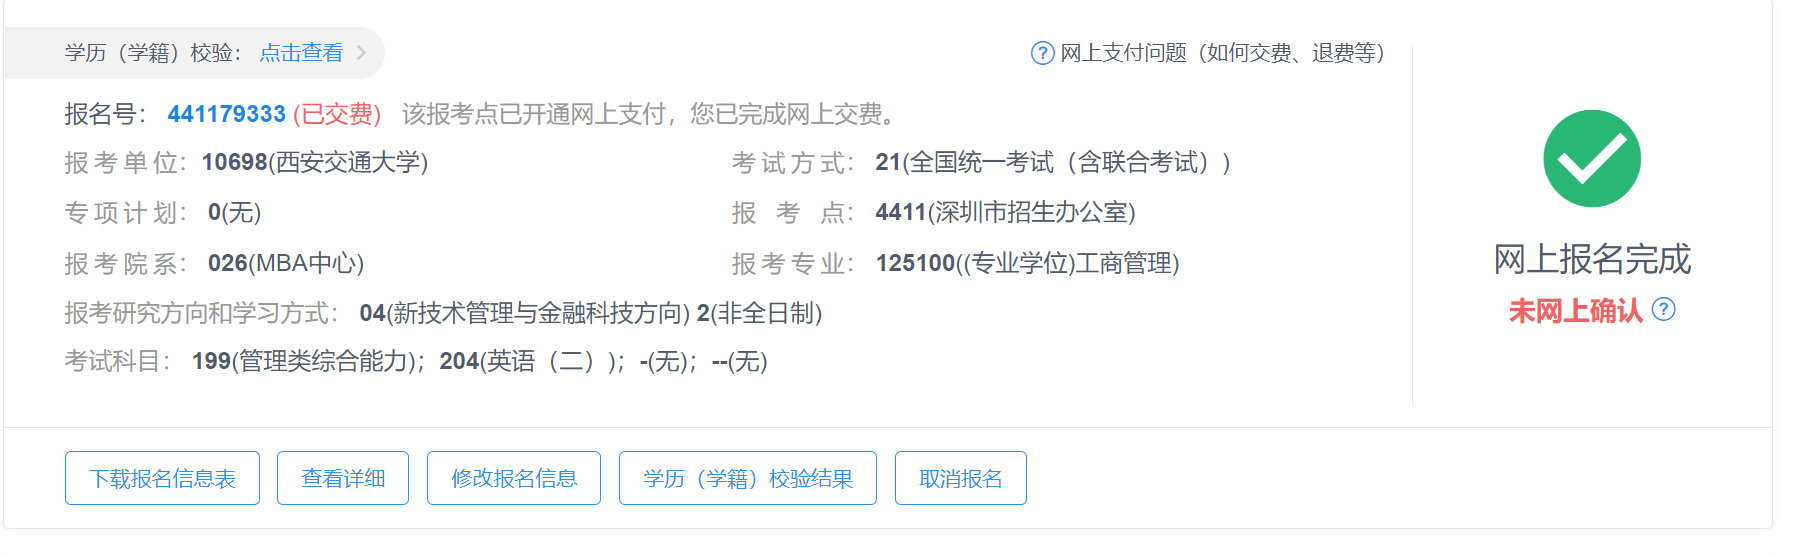 学历（学籍）校验： 点击查看 >
? 网上支付问题（如何交费、退费等）
报名号： 441179333 (已交费) 该报考点已开通网上支付，您已完成网上交费。
报考单位：10698(西安交通大学)
考试方式：21(全国统一考试（含联合考试）)
专项计划：0(无)
报 考 点：4411(深圳市招生办公室)
报考院系：026(MBA中心)
报考专业：125100((专业学位)工商管理)
报考研究方向和学习方式： 04(新技术管理与金融科技方向) 2(非全日制)
考试科目： 199(管理类综合能力)；204(英语（二）)；-(无)；--(无)
网上报名完成
未网上确认 ?
下载报名信息表 查看详细 修改报名信息 学历（学籍）校验结果 取消报名